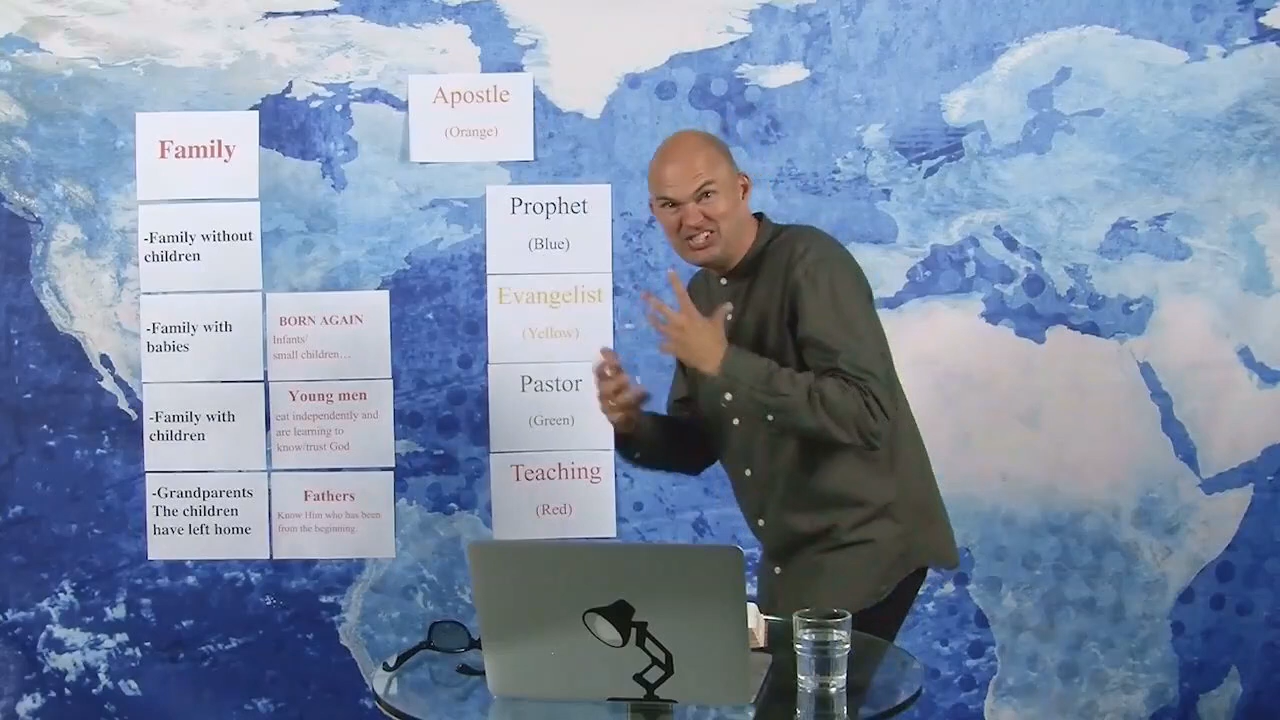 Apostle
(Orange)
Family
-Family without
children
-Family with
babies
-Family with
children
-Grandparents
The children
have left home
BORN AGAIN
Infants/
small children…
Young men
eat independently and
are learning to
know/trust God
Fathers
Know Him who has been
from the beginning.
Prophet
(Blue)
Evangelist
(Yellow)
Pastor
(Green)
Teaching
(Red)